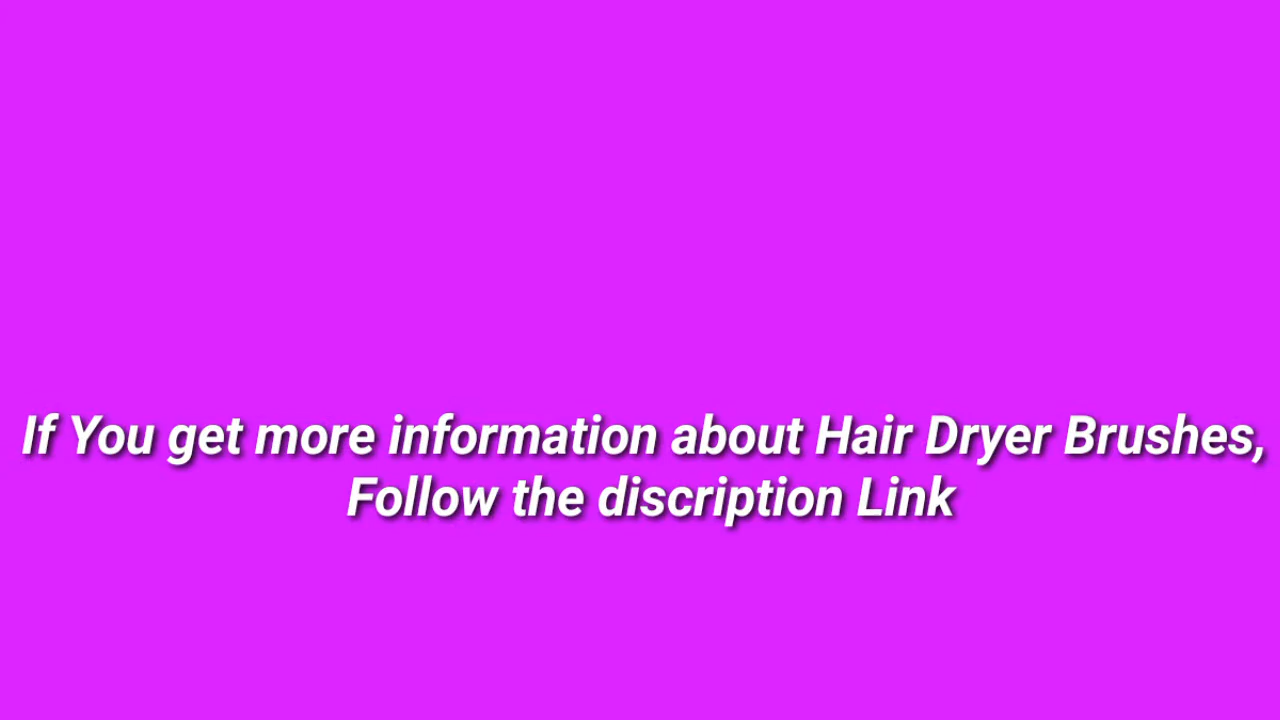 If You get more information about Hair Dryer Brushes,
Follow the discription Link